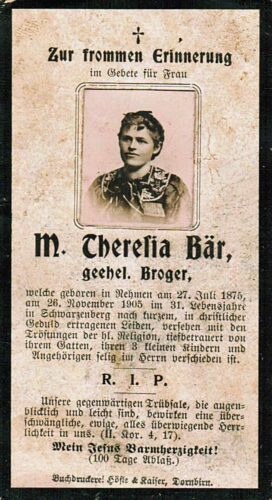 Zur frommen Erinnerung
im Gebete für Frau
M. Theresia Bär,
geehel. Broger,
welche geboren in Rehmen am 27. Juli 1875,
am 26. November 1905 im 31. Lebensjahre
in Schwarzenberg nach kurzem, in christlicher
Geduld ertragenen Leiden, versehen mit den
Tröstungen der hl. Religion, tiefbetrauert von
ihrem Gatten, ihren 3 kleinen Kindern und
Angehörigen selig im Herrn verschieden ist.
R. I. P.
Unsere gegenwärtigen Trübsale, die augen-
blicklich und leicht sind, bewirken eine über-
schwängliche, ewige, alles überwiegende Herr-
lichkeit in uns. (II. Kor. 4, 17).
Mein Jesus Barmherzigkeit!
(100 Tage Ablaß.)
Buchdruckerei Höfle & Kaiser, Dornbirn.